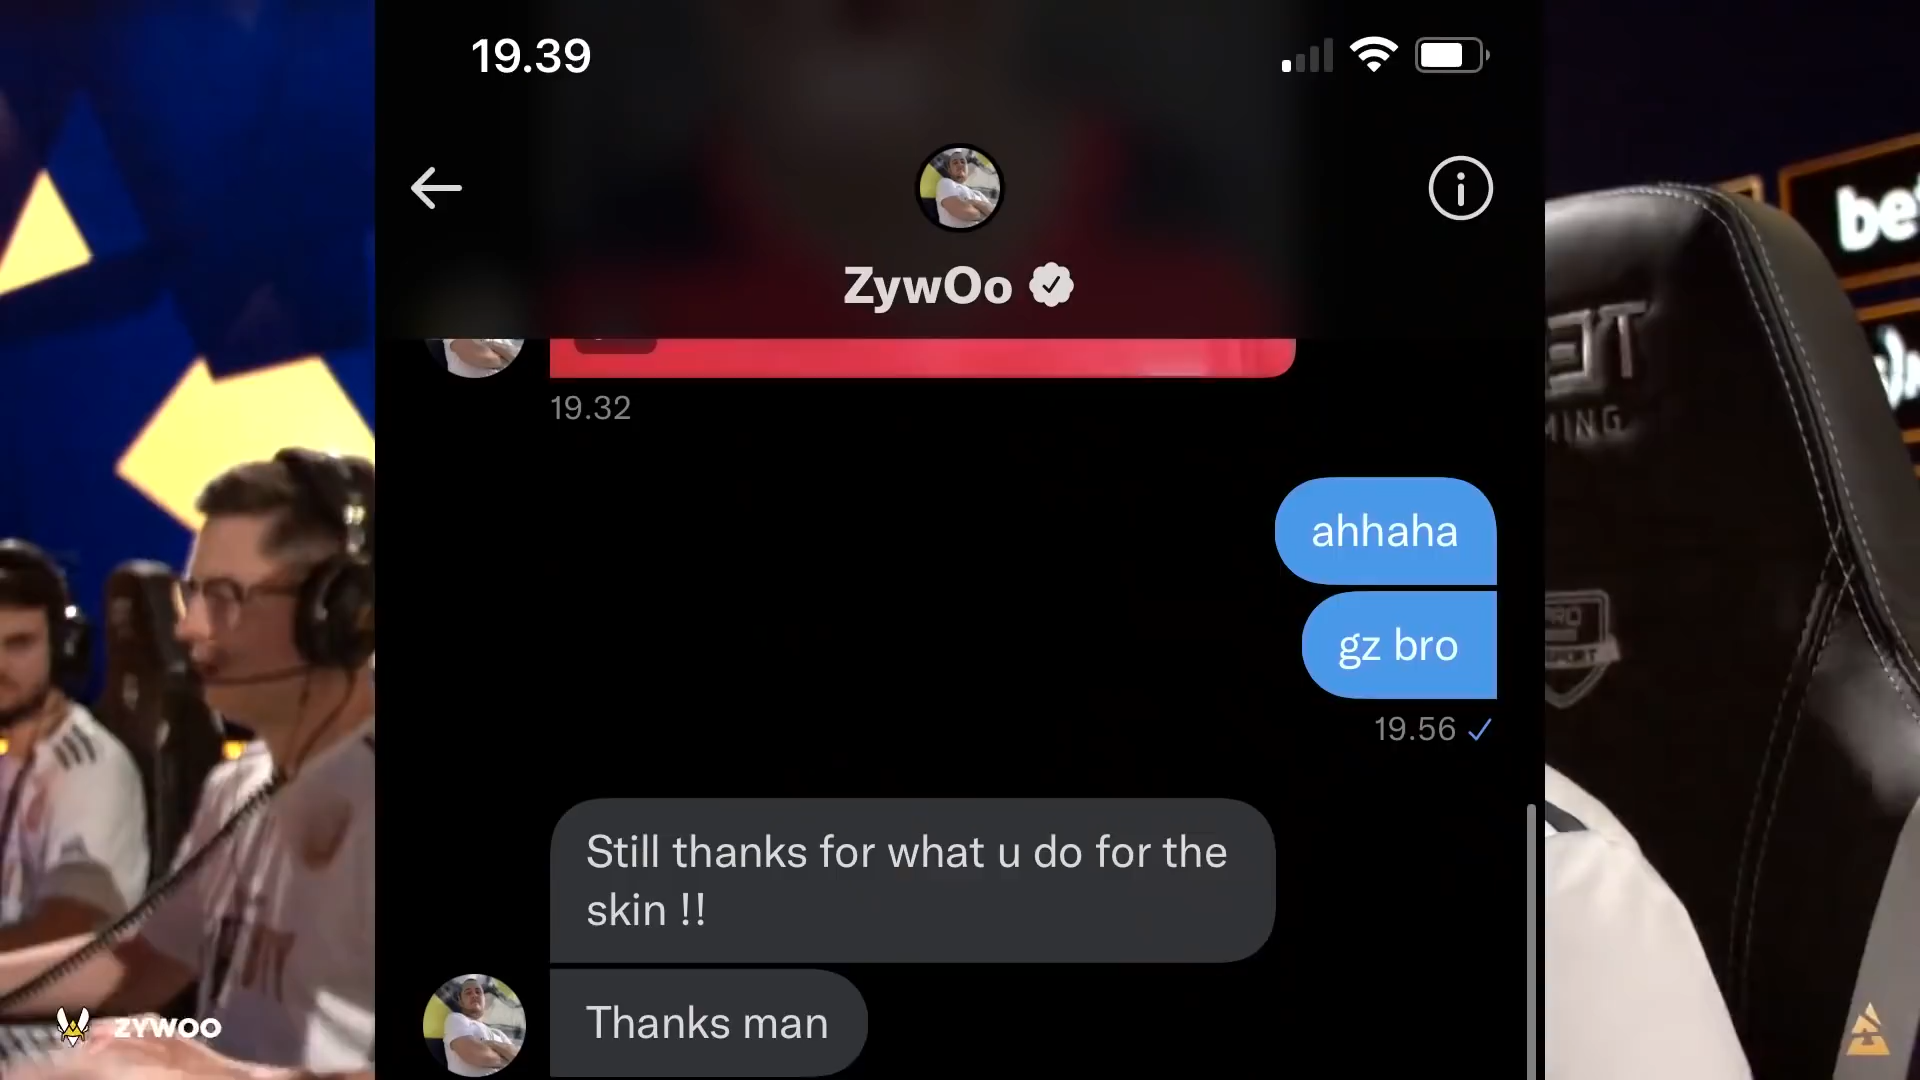 19.39
ZywOo
19.32
ahhaha
gz bro
19.56
Still thanks for what u do for the
skin !!
Thanks man
ZYWOO